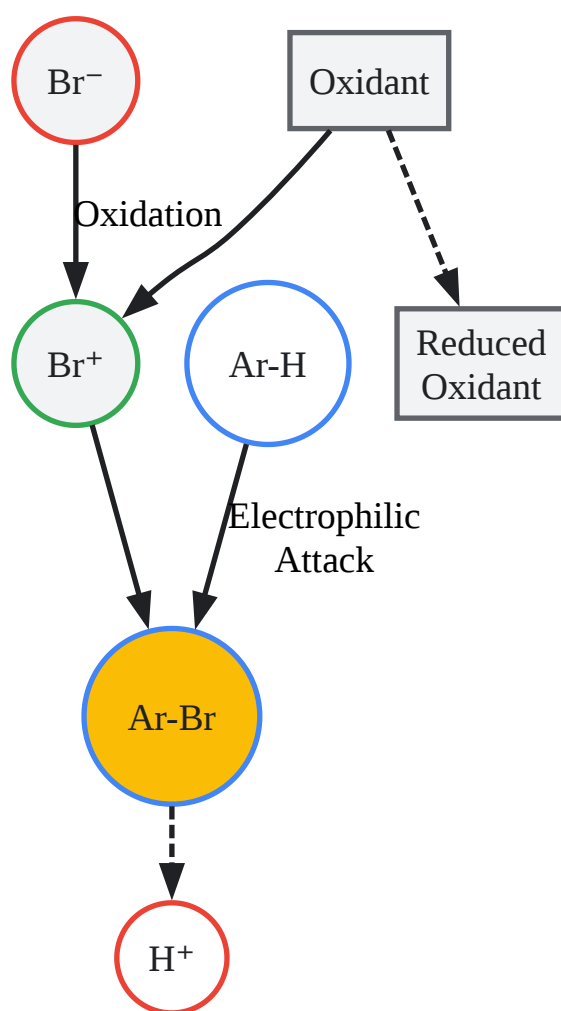 Br⁻
Oxidant
Oxidation
Br⁺
Ar-H
Reduced
Oxidant
Electrophilic
Attack
Ar-Br
H⁺